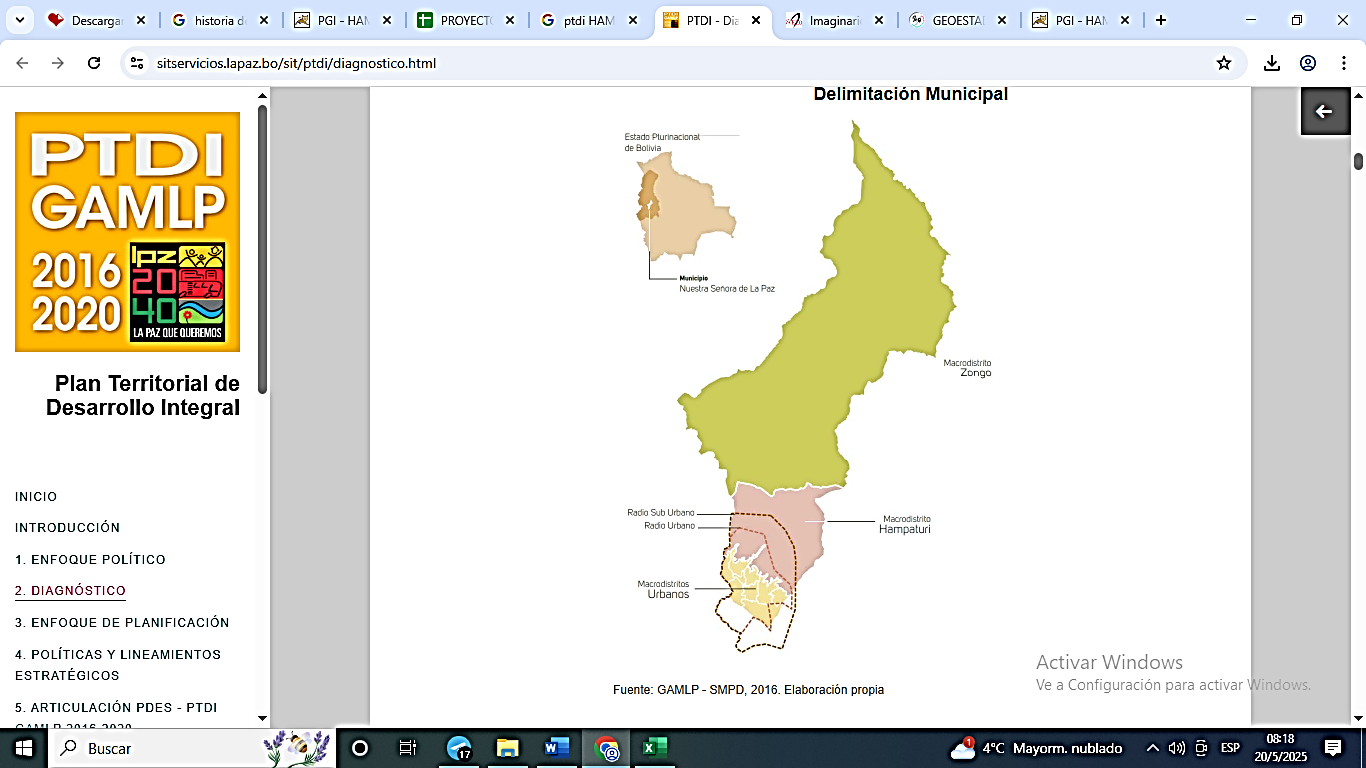 Descargar
historia d
PGI - HAM
PROYECTO
ptdi HAM
PTDI - Dia
Imaginari
GEOESTAD
PGI - HAM
sitservicios.lapaz.bo/sit/ptdi/diagnostico.html
PTDI
GAMLP
2016
2020
lpz
20
40
LA PAZ QUE QUEREMOS
Plan Territorial de
Desarrollo Integral
INICIO
INTRODUCCIÓN
1. ENFOQUE POLÍTICO
2. DIAGNÓSTICO
3. ENFOQUE DE PLANIFICACIÓN
4. POLÍTICAS Y LINEAMIENTOS
ESTRATÉGICOS
5. ARTICULACIÓN PDES - PTDI
GAMLP 2016-2020
Delimitación Municipal
Estado Plurinacional
de Bolivia
Municipio
Nuestra Señora de La Paz
Macrodistrito
Zongo
Radio Sub Urbano
Radio Urbano
Macrodistrito
Hampaturi
Macrodistritos
Urbanos
Fuente: GAMLP - SMPD, 2016. Elaboración propia
Activar Windows
Ve a Configuración para activar Windows.
Buscar
17
1
4°C Mayorm. nublado
ESP
08:18
20/5/2025